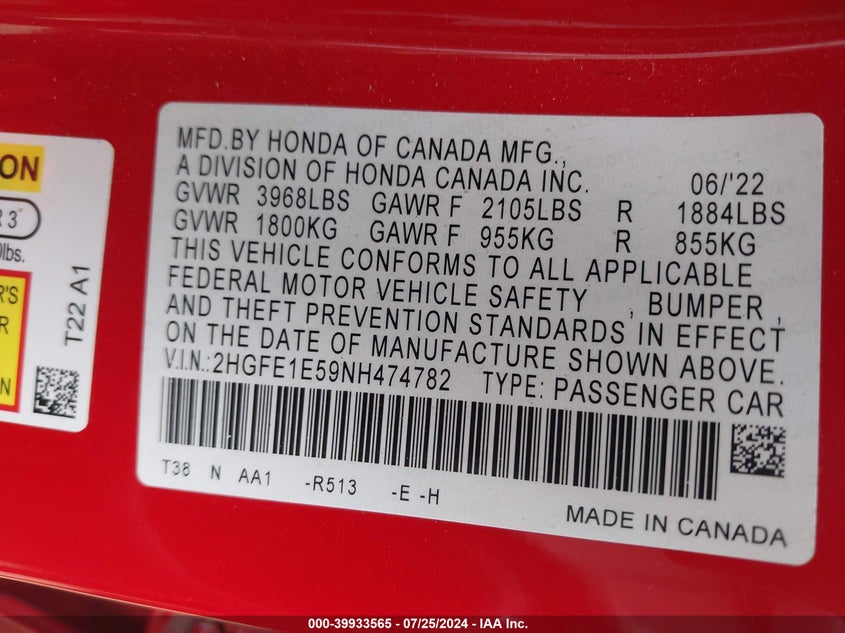 MFD.BY HONDA OF CANADA MFG.,
A DIVISION OF HONDA CANADA INC. 06/'22
GVWR 3968LBS GAWR F 2105LBS R 1884LBS
GVWR 1800KG GAWR F 955KG R 855KG
THIS VEHICLE CONFORMS TO ALL APPLICABLE
FEDERAL MOTOR VEHICLE SAFETY , BUMPER ,
AND THEFT PREVENTION STANDARDS IN EFFECT
ON THE DATE OF MANUFACTURE SHOWN ABOVE.
V.I.N.: 2HGFE1E59NH474782 TYPE: PASSENGER CAR
T38 N AA1 -R513 -E -H
MADE IN CANADA
ION
R 3
lbs.
R'S
R
N
T22 A1
000-39933565 - 07/25/2024 - IAA Inc.